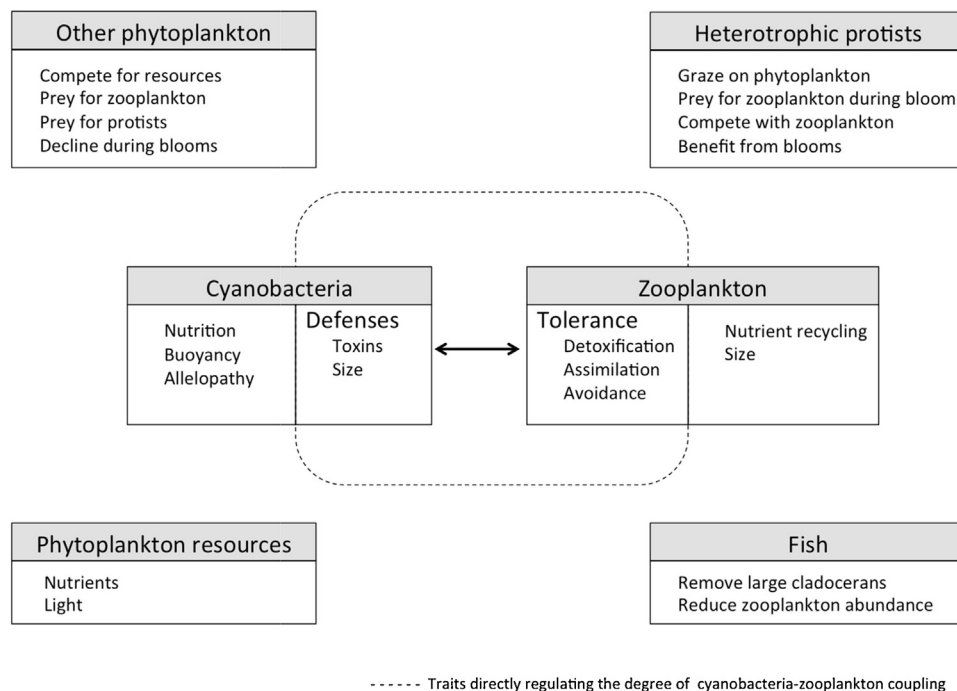 Other phytoplankton
Compete for resources
Prey for zooplankton
Prey for protists
Decline during blooms
Heterotrophic protists
Graze on phytoplankton
Prey for zooplankton during bloom
Compete with zooplankton
Benefit from blooms
Cyanobacteria
Nutrition
Buoyancy
Allelopathy
Defenses
Toxins
Size
Zooplankton
Tolerance
Detoxification
Assimilation
Avoidance
Nutrient recycling
Size
Phytoplankton resources
Nutrients
Light
Fish
Remove large cladocerans
Reduce zooplankton abundance
Traits directly regulating the degree of cyanobacteria-zooplankton coupling